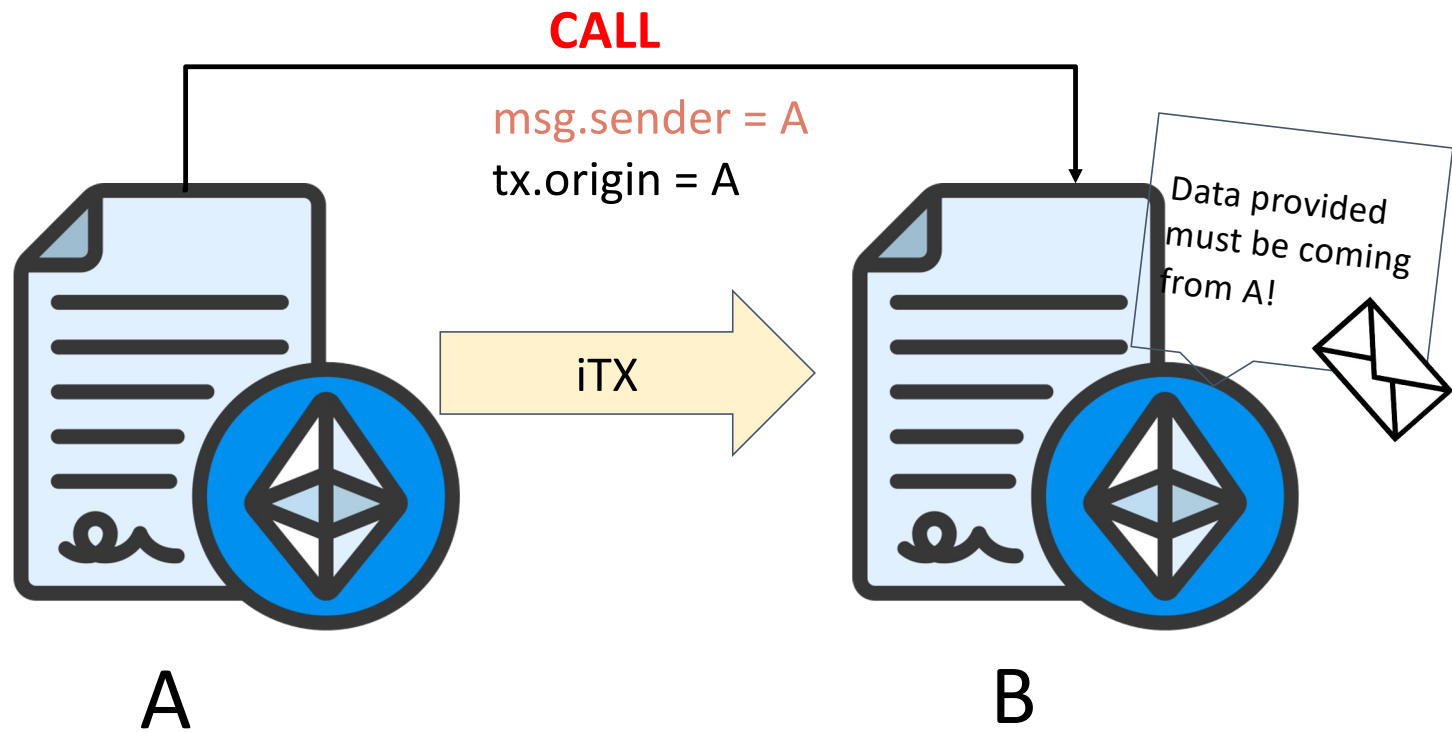 CALL
msg.sender = A
tx.origin = A
Data provided
must be coming
from A!
iTX
A
B